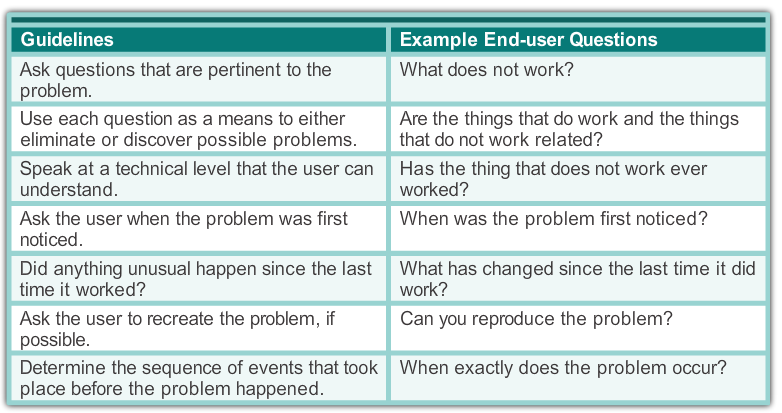 Guidelines
Example End-user Questions
Ask questions that are pertinent to the
problem.
What does not work?
Use each question as a means to either
eliminate or discover possible problems.
Are the things that do work and the things
that do not work related?
Speak at a technical level that the user can
understand.
Has the thing that does not work ever
worked?
Ask the user when the problem was first
noticed.
When was the problem first noticed?
Did anything unusual happen since the last
time it worked?
What has changed since the last time it did
work?
Ask the user to recreate the problem, if
possible.
Can you reproduce the problem?
Determine the sequence of events that took
place before the problem happened.
When exactly does the problem occur?